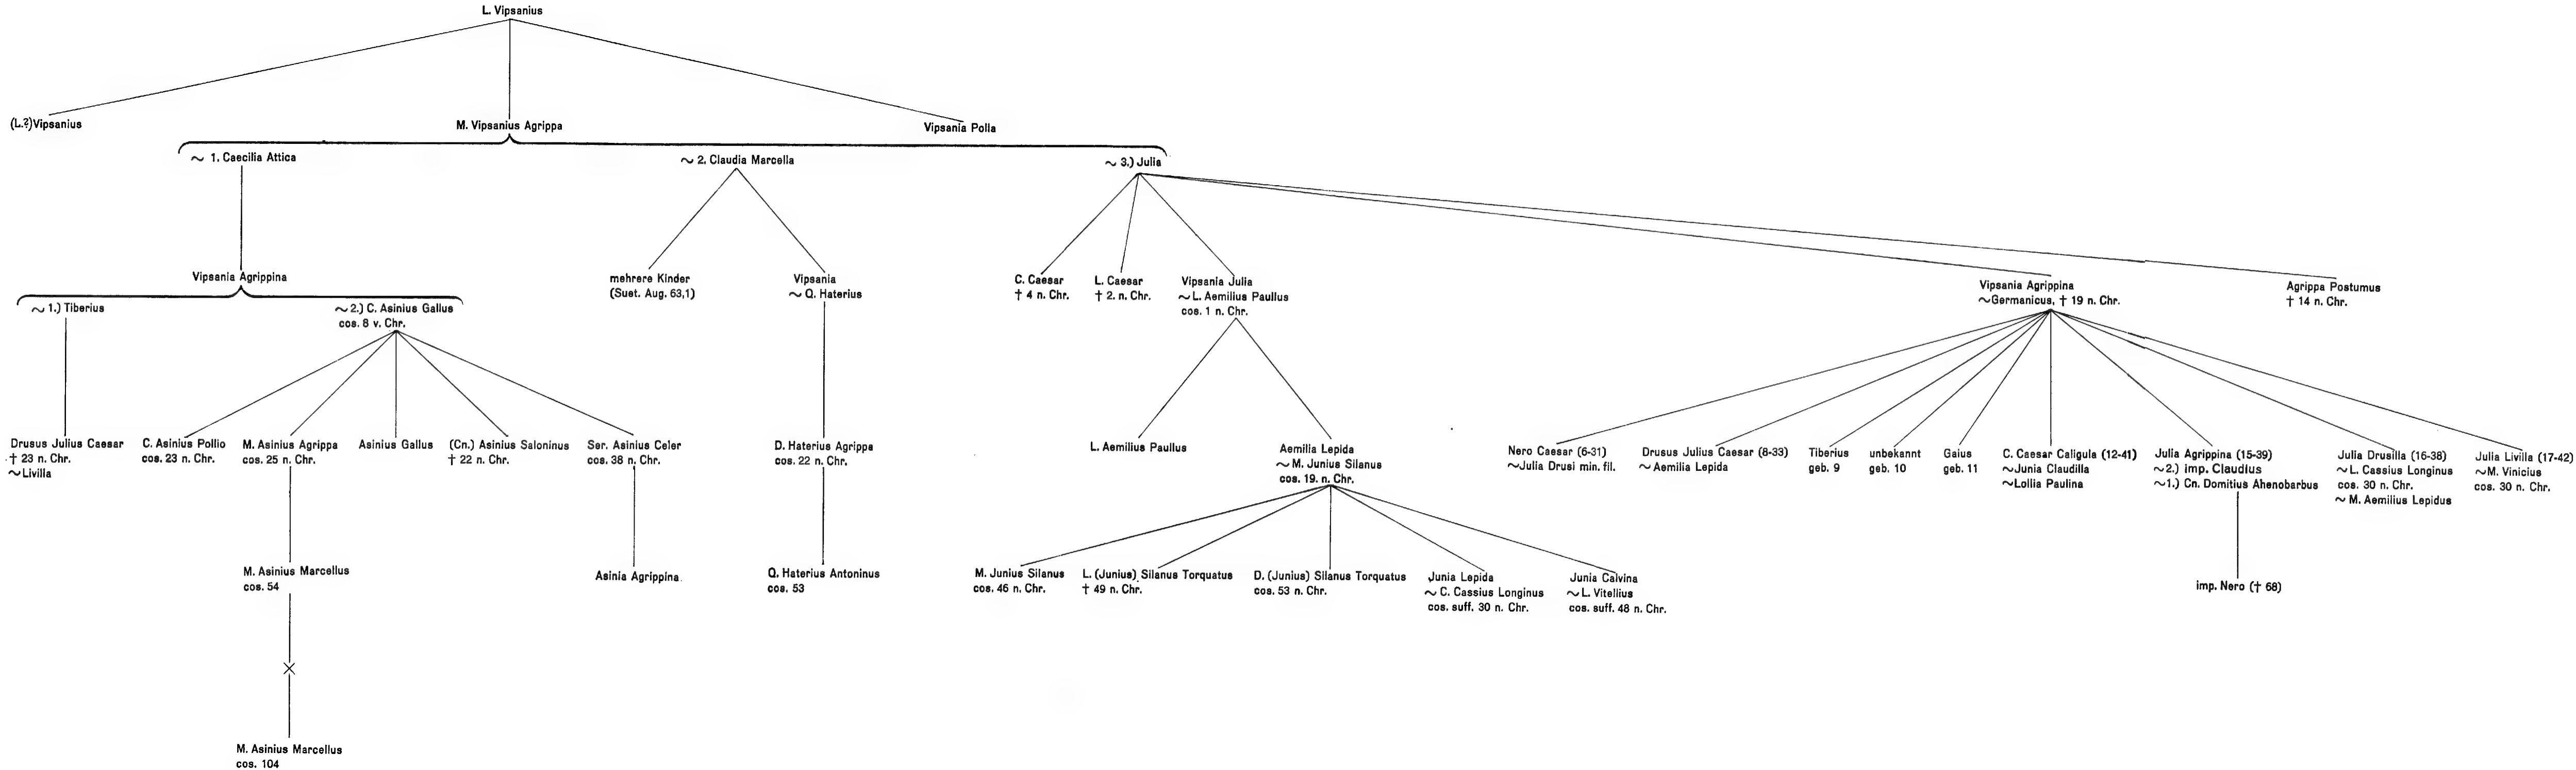 L. Vipsanius
(L.?) Vipsanius
M. Vipsanius Agrippa
Vipsania Polla
~ 1. Caecilia Attica
~ 2. Claudia Marcella
~ 3.) Julia
Vipsania Agrippina
~ 1.) Tiberius
~ 2.) C. Asinius Gallus
cos. 8 v. Chr.
mehrere Kinder
(Suet. Aug. 63,1)
Vipsania
~ Q. Haterius
C. Caesar
† 4 n. Chr.
L. Caesar
† 2. n. Chr.
Vipsania Julia
~ L. Aemilius Paullus
cos. 1 n. Chr.
Vipsania Agrippina
~ Germanicus, † 19 n. Chr.
Agrippa Postumus
† 14 n. Chr.
Drusus Julius Caesar
† 23 n. Chr.
~ Livilla
C. Asinius Pollio
cos. 23 n. Chr.
M. Asinius Agrippa
cos. 25 n. Chr.
Asinius Gallus
(Cn.) Asinius Saloninus
† 22 n. Chr.
Ser. Asinius Celer
cos. 38 n. Chr.
D. Haterius Agrippa
cos. 22 n. Chr.
L. Aemilius Paullus
Aemilia Lepida
~ M. Junius Silanus
cos. 19. n. Chr.
Nero Caesar (6-31)
~ Julia Drusi min. fil.
Drusus Julius Caesar (8-33)
~ Aemilia Lepida
Tiberius
geb. 9
unbekannt
geb. 10
Gaius
geb. 11
C. Caesar Caligula (12-41)
~ Junia Claudilla
~ Lollia Paulina
Julia Agrippina (15-39)
~ 2.) imp. Claudius
~ 1.) Cn. Domitius Ahenobarbus
Julia Drusilla (16-38)
~ L. Cassius Longinus
cos. 30 n. Chr.
~ M. Aemilius Lepidus
Julia Livilla (17-42)
~ M. Vinicius
cos. 30 n. Chr.
M. Asinius Marcellus
cos. 54
Asinia Agrippina
Q. Haterius Antoninus
cos. 53
M. Junius Silanus
cos. 46 n. Chr.
L. (Junius) Silanus Torquatus
† 49 n. Chr.
D. (Junius) Silanus Torquatus
cos. 53 n. Chr.
Junia Lepida
~ C. Cassius Longinus
cos. suff. 30 n. Chr.
Junia Calvina
~ L. Vitellius
cos. suff. 48 n. Chr.
imp. Nero († 68)
M. Asinius Marcellus
cos. 104